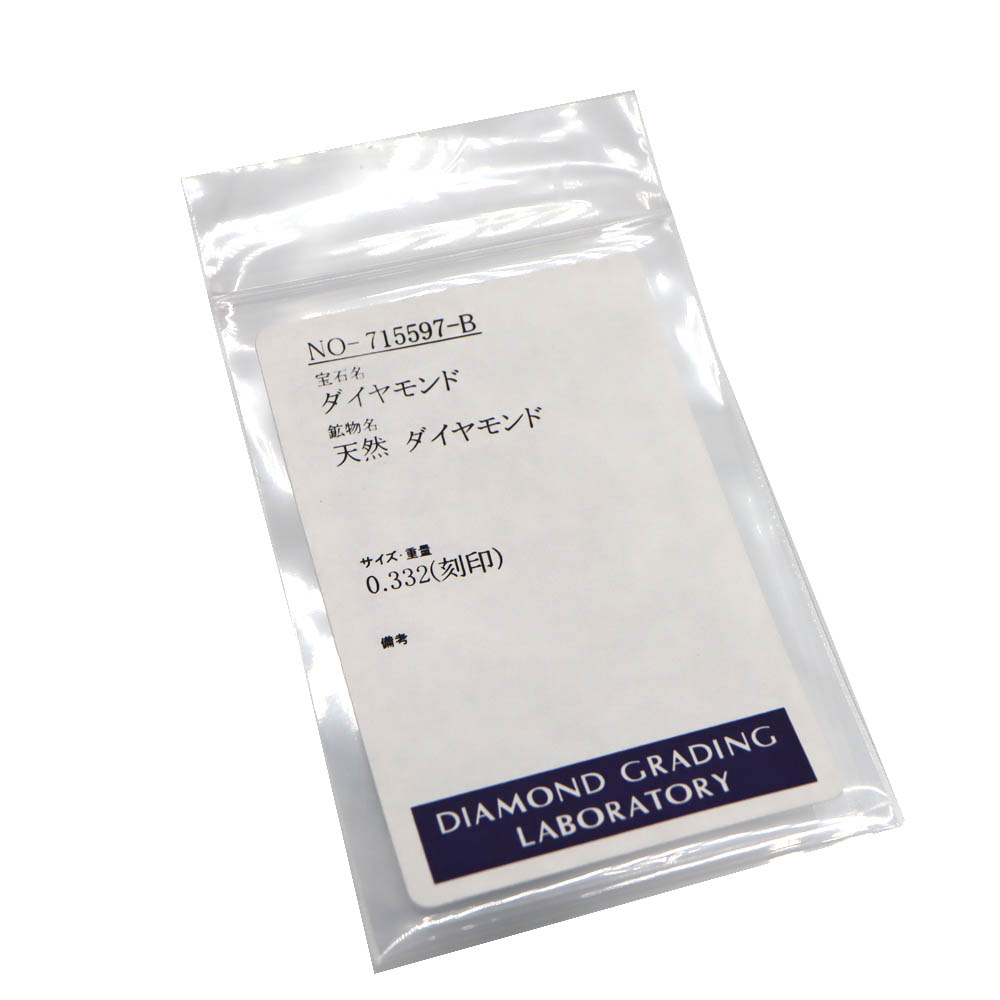 NO-715597-B
宝石名
ダイヤモンド
鉱物名
天然 ダイヤモンド
サイズ・重量
0.332(刻印)
備考
DIAMOND GRADING
LABORATORY